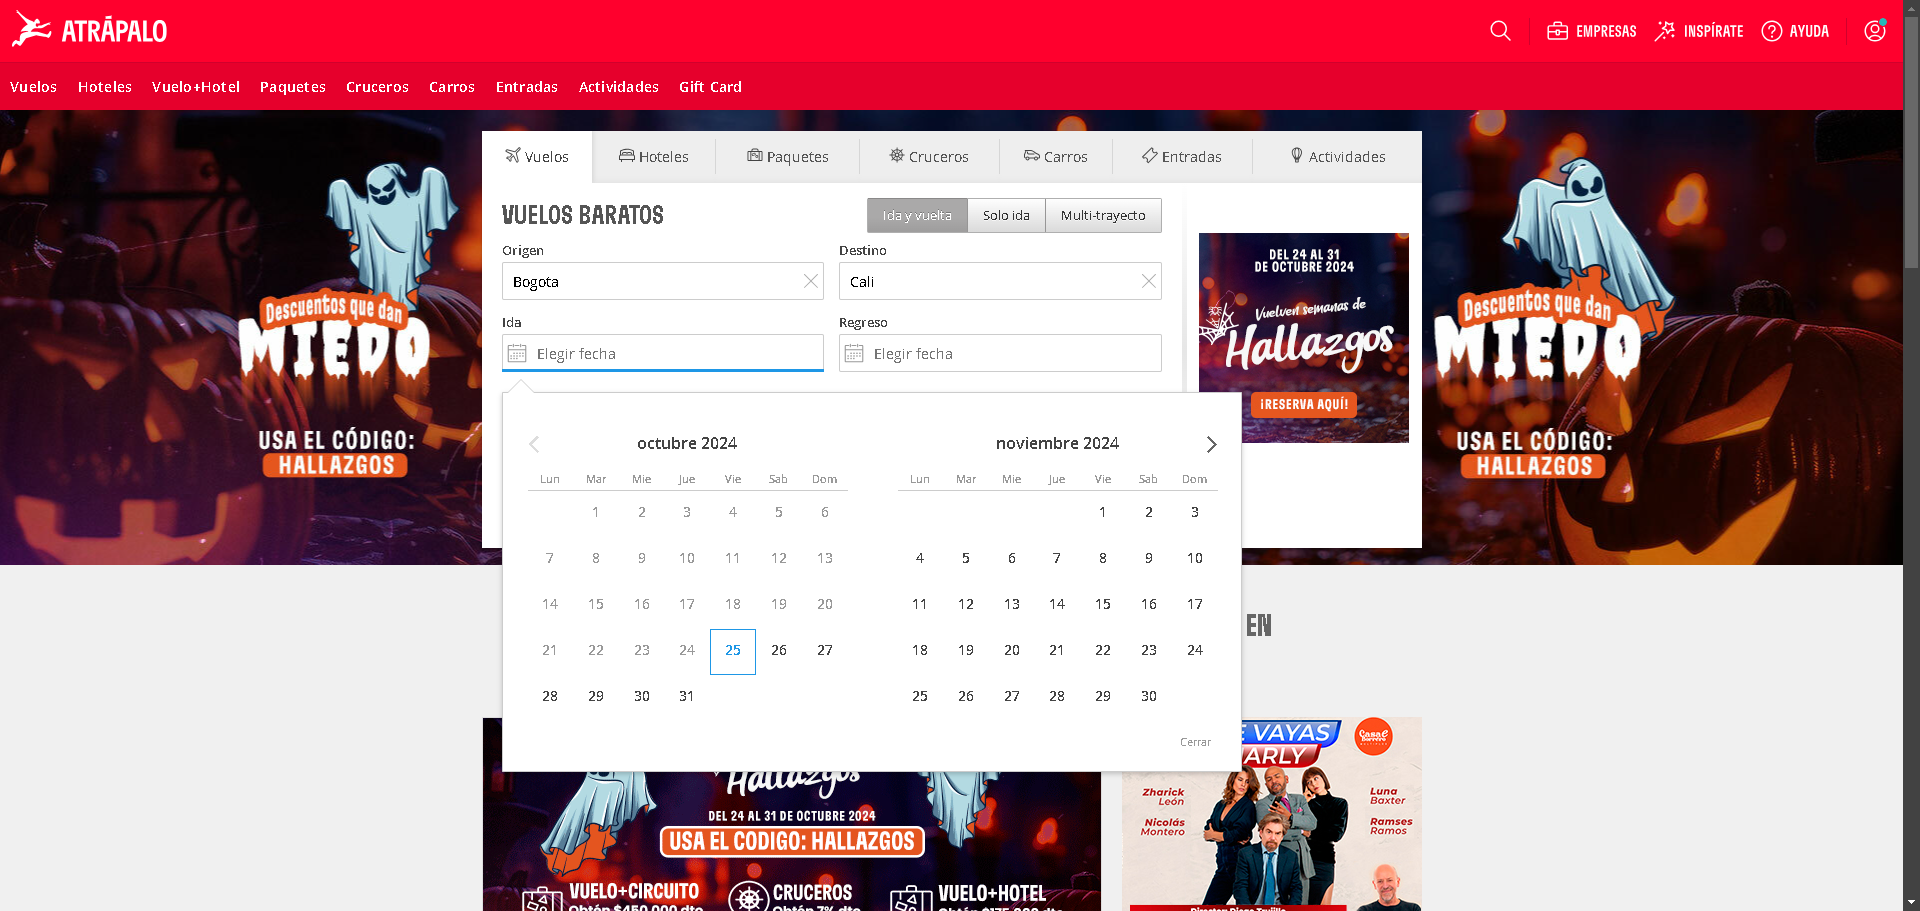 ATRÁPALO
EMPRESAS
INSPÍRATE
AYUDA
Vuelos Hoteles Vuelo+Hotel Paquetes Cruceros Carros Entradas Actividades Gift Card
Vuelos Hoteles Paquetes Cruceros Carros Entradas Actividades
VUELOS BARATOS
Ida y vuelta Solo ida Multi-trayecto
Origen Destino
Bogota Cali
Ida Regreso
Elegir fecha Elegir fecha
DEL 24 AL 31
DE OCTUBRE 2024
Vuelven semanas de
Hallazgos
¡RESERVA AQUÍ!
Descuentos que dan
MIEDO
USA EL CÓDIGO:
HALLAZGOS
Descuentos que dan
MIEDO
USA EL CÓDIGO:
HALLAZGOS
octubre 2024
Lun Mar Mie Jue Vie Sab Dom
1 2 3 4 5 6
7 8 9 10 11 12 13
14 15 16 17 18 19 20
21 22 23 24 25 26 27
28 29 30 31
noviembre 2024
Lun Mar Mie Jue Vie Sab Dom
1 2 3
4 5 6 7 8 9 10
11 12 13 14 15 16 17
18 19 20 21 22 23 24
25 26 27 28 29 30
Cerrar
EN
Hallazgos
DEL 24 AL 31 DE OCTUBRE 2024
USA EL CODIGO: HALLAZGOS
VUELO+CIRCUITO
Obtén $450.000 dto
CRUCEROS
Obtén 7% dto
VUELO+HOTEL
E VAYAS
ARLY
Casa E
Borrero
Zharick
León
Nicolás
Montero
Luna
Baxter
Ramses
Ramos